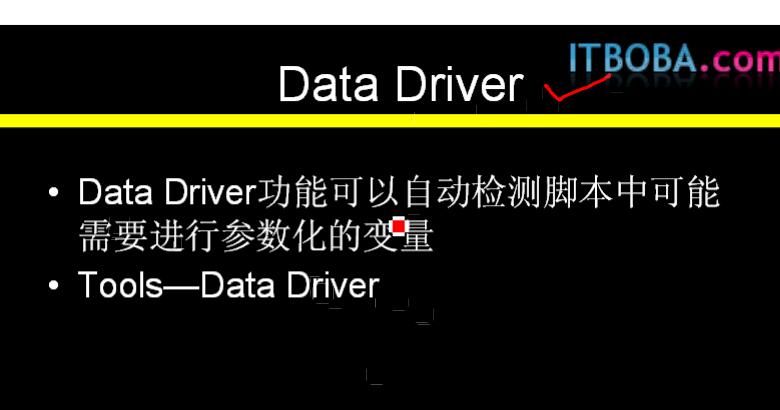 ITBOBA.com
Data Driver
• Data Driver功能可以自动检测脚本中可能
需要进行参数化的变量
• Tools—Data Driver